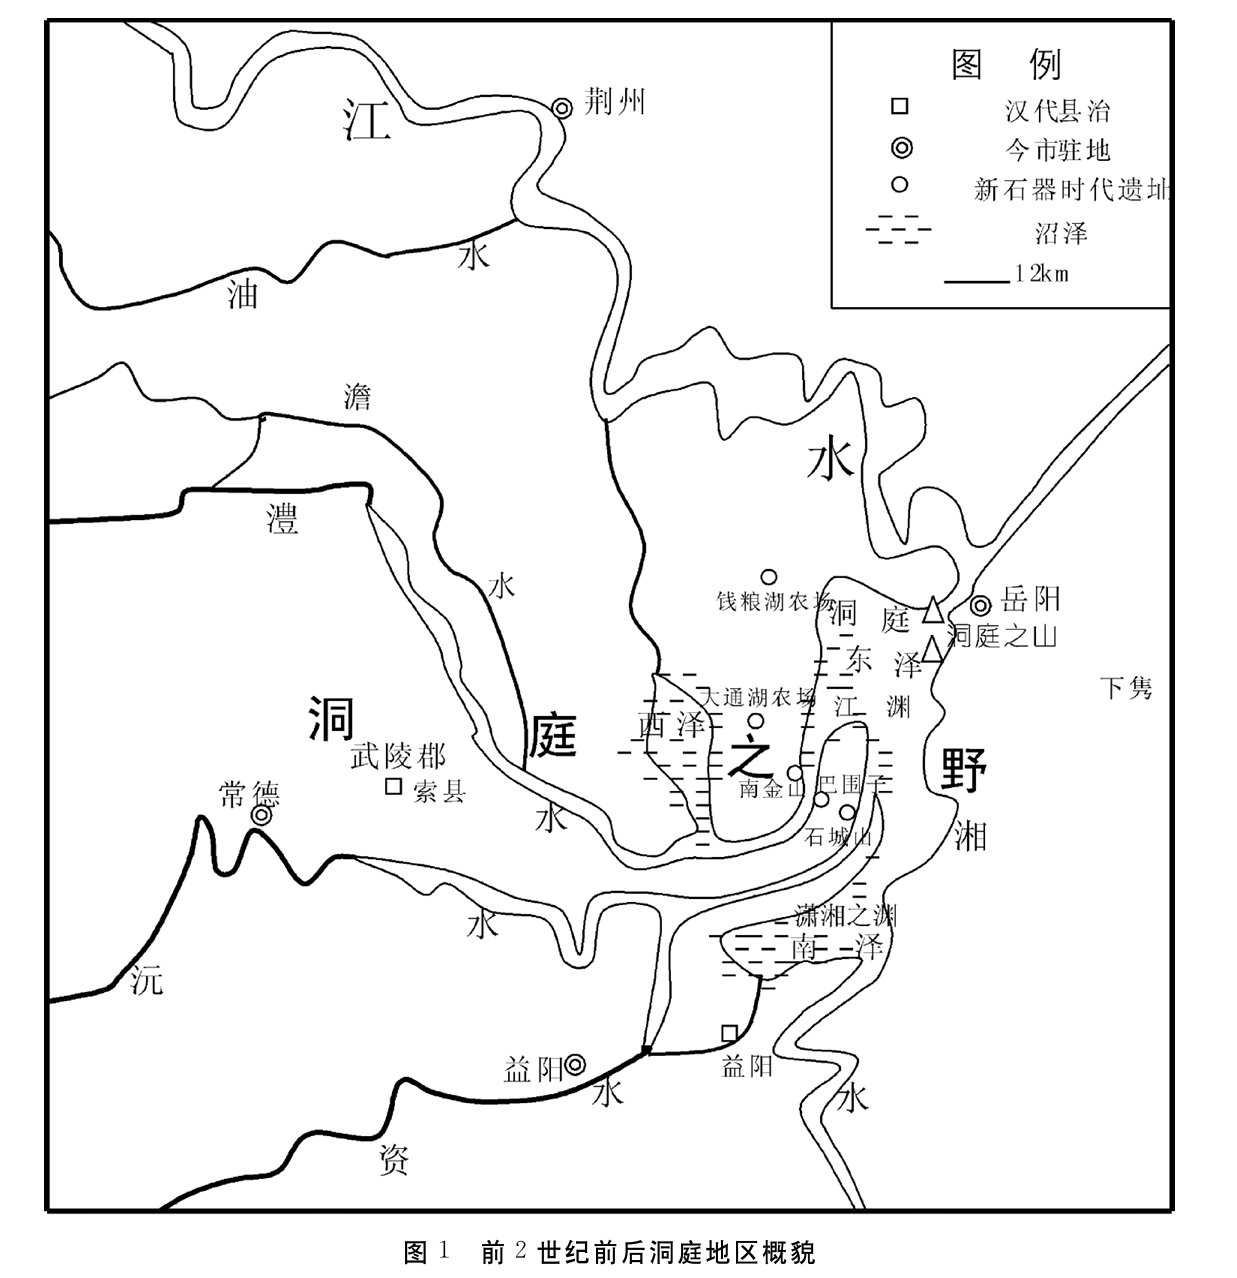 图 例
汉代县治
今市驻地
新石器时代遗址
沼泽
12km
荆州
江
水
油
澹
水
澧
水
钱粮湖农场
洞 庭
岳阳
洞庭之山
东 泽
下隽
大通湖农场
江 渊
西泽
洞 庭 之 野
武陵郡
索县
常德
南金山
巴围子
石城山
水
湘
水
潇湘之渊
南 泽
沅
益阳
益阳
水
水
资
图1 前2世纪前后洞庭地区概貌